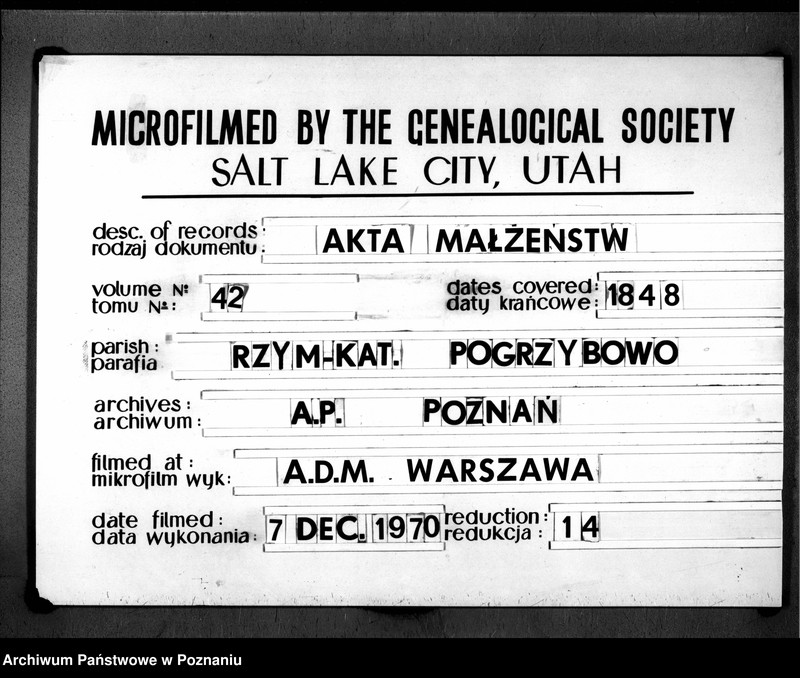 MICROFILMED BY THE GENEALOGICAL SOCIETY
SALT LAKE CITY, UTAH
desc. of records:
rodzaj dokumentu: AKTA MAŁŻEŃSTW
volume №
tomu №: 42
dates covered:
daty krańcowe: 1848
parish:
parafia RZYM-KAT. POGRZYBOWO
archives:
archiwum: A.P. POZNAŃ
filmed at:
mikrofilm wyk: A.D.M. WARSZAWA
date filmed:
data wykonania: 7 DEC. 1970
reduction:
redukcja: 14
Archiwum Państwowe w Poznaniu